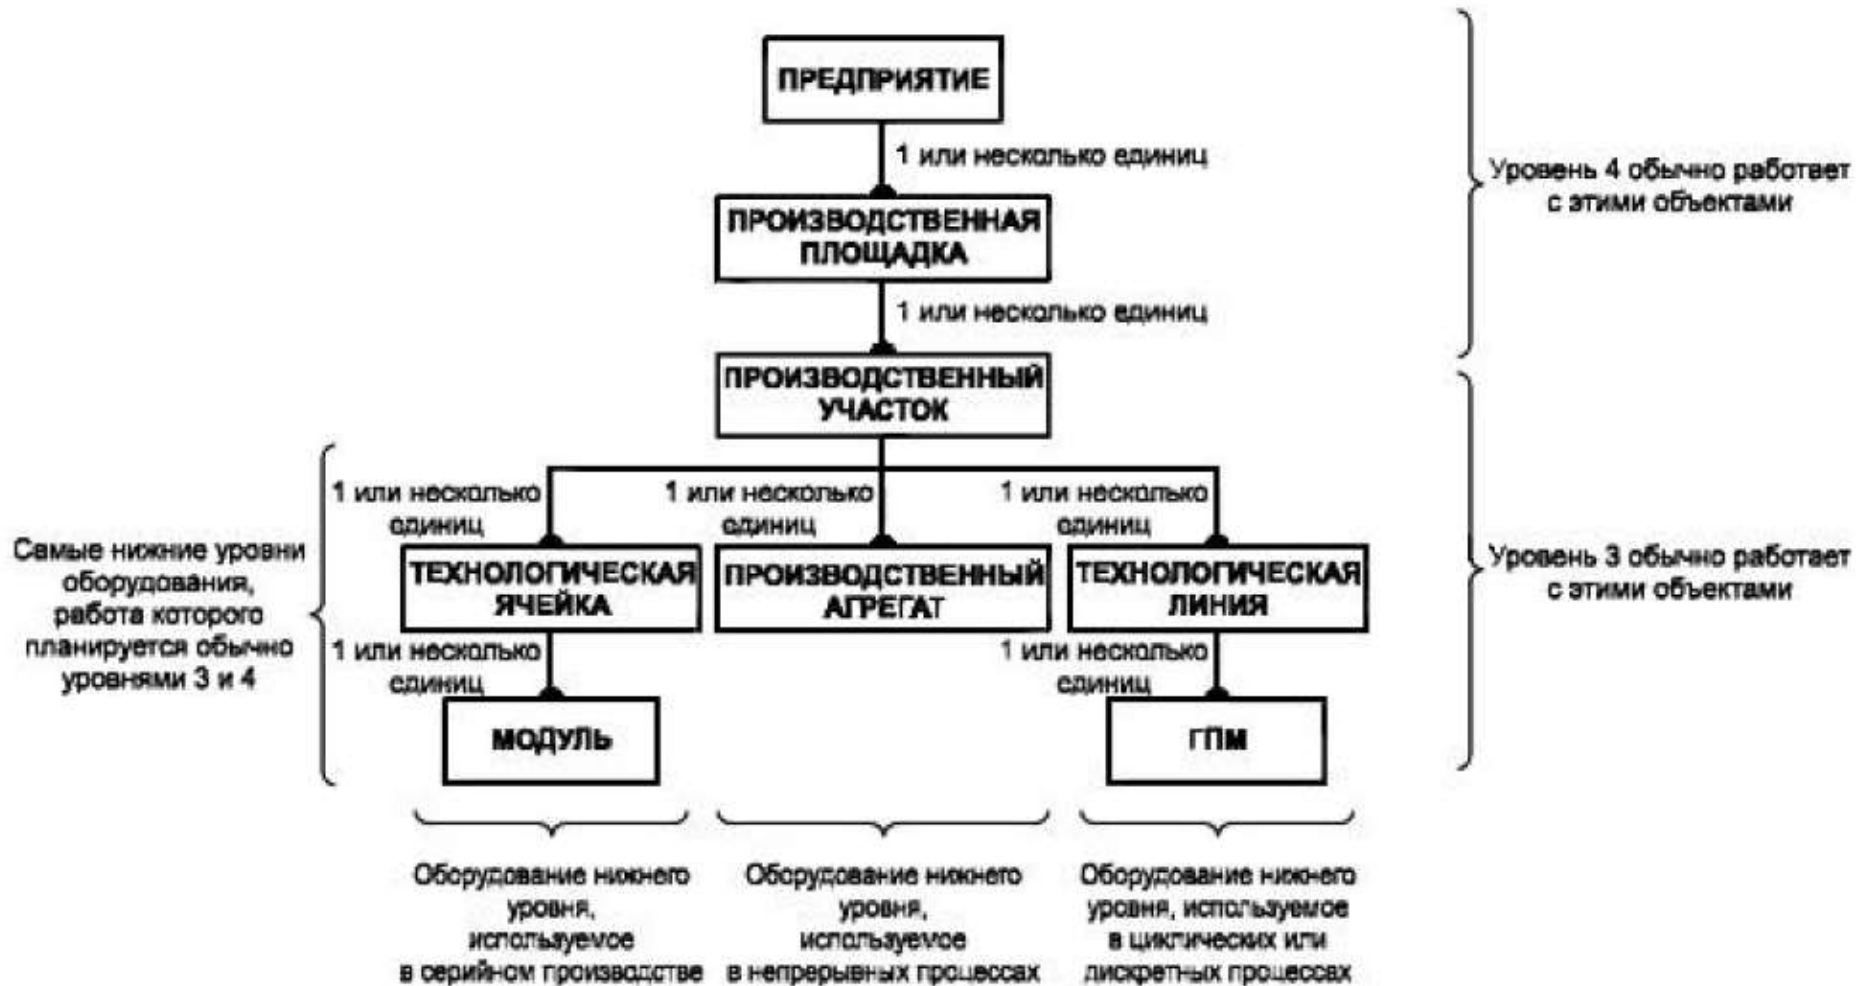 ПРЕДПРИЯТИЕ
1 или несколько единиц
Уровень 4 обычно работает
с этими объектами
ПРОИЗВОДСТВЕННАЯ
ПЛОЩАДКА
1 или несколько единиц
ПРОИЗВОДСТВЕННЫЙ
УЧАСТОК
1 или несколько
единиц
1 или несколько
единиц
1 или несколько
единиц
Самые нижние уровни
оборудования,
работа которого
планируется обычно
уровнями 3 и 4
ТЕХНОЛОГИЧЕСКАЯ
ЯЧЕЙКА
ПРОИЗВОДСТВЕННЫЙ
АГРЕГАТ
ТЕХНОЛОГИЧЕСКАЯ
ЛИНИЯ
Уровень 3 обычно работает
с этими объектами
1 или несколько
единиц
1 или несколько
единиц
МОДУЛЬ
ГПМ
Оборудование нижнего
уровня,
используемое
в серийном производстве
Оборудование нижнего
уровня,
используемое
в непрерывных процессах
Оборудование нижнего
уровня, используемое
в циклических или
дискретных процессах